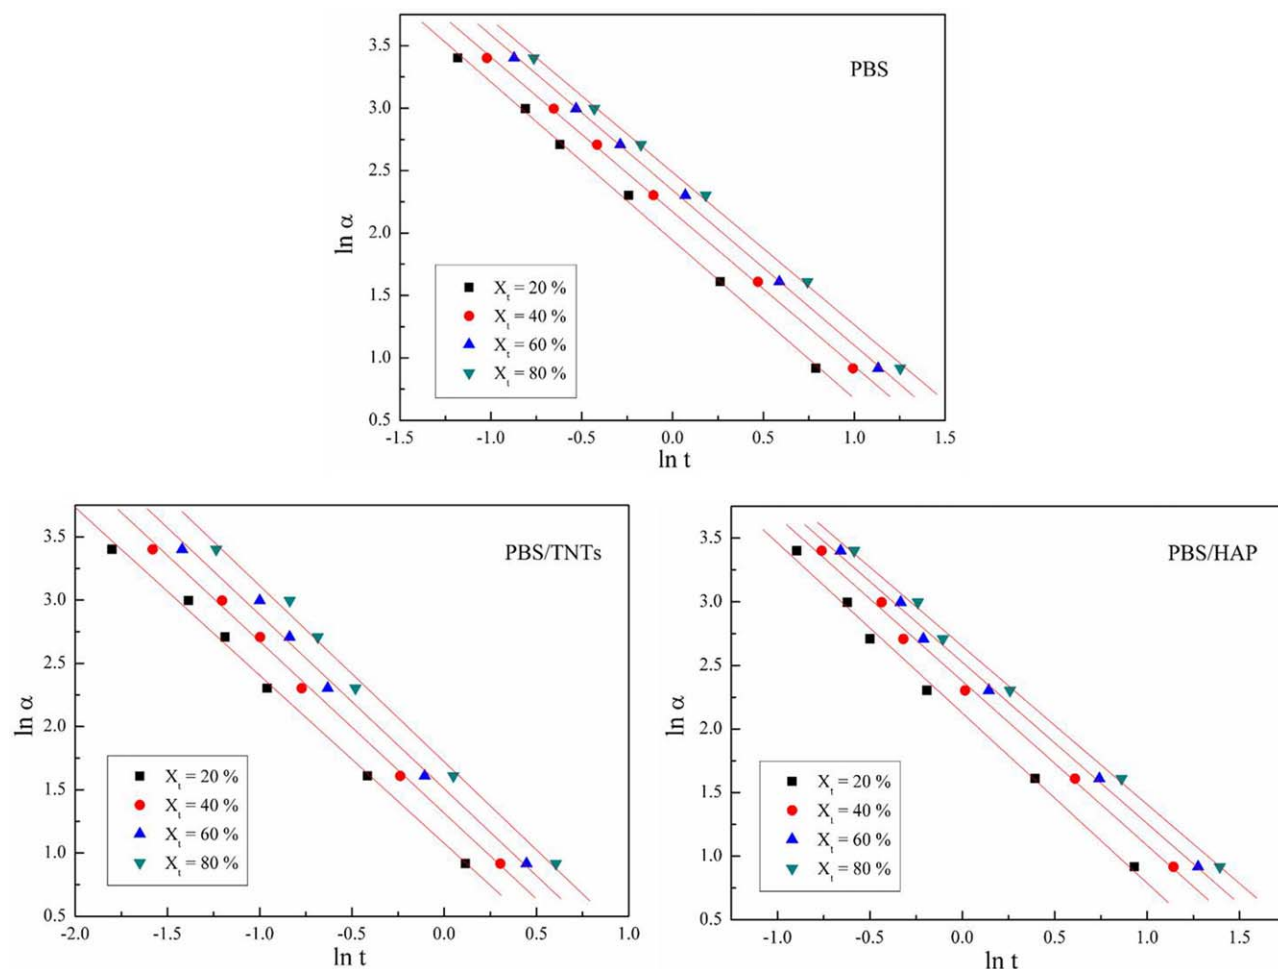 PBS
ln α
3.5
3.0
2.5
2.0
1.5
1.0
0.5
X_t = 20 %
X_t = 40 %
X_t = 60 %
X_t = 80 %
-1.5 -1.0 -0.5 0.0 0.5 1.0 1.5
ln t
PBS/TNTs
ln α
3.5
3.0
2.5
2.0
1.5
1.0
0.5
X_t = 20 %
X_t = 40 %
X_t = 60 %
X_t = 80 %
-2.0 -1.5 -1.0 -0.5 0.0 0.5 1.0
ln t
PBS/HAP
ln α
3.5
3.0
2.5
2.0
1.5
1.0
0.5
X_t = 20 %
X_t = 40 %
X_t = 60 %
X_t = 80 %
-1.0 -0.5 0.0 0.5 1.0 1.5
ln t